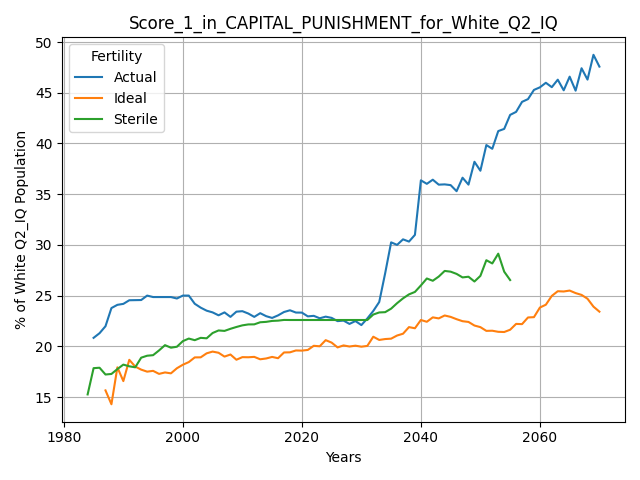 Score_1_in_CAPITAL_PUNISHMENT_for_White_Q2_IQ
Fertility
Actual
Ideal
Sterile
% of White Q2_IQ Population
50
45
40
35
30
25
20
15
1980
2000
2020
2040
2060
Years